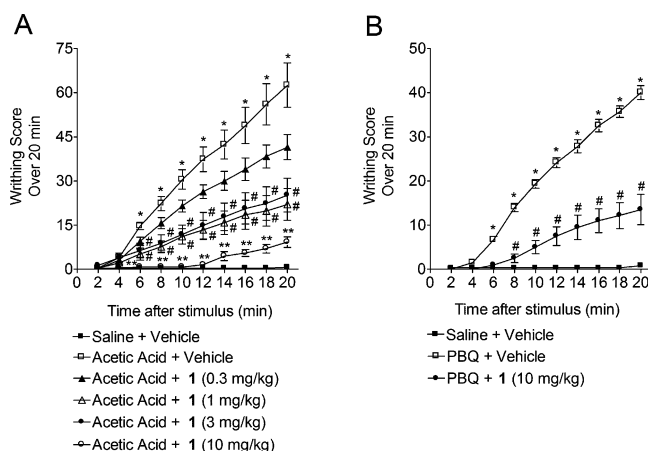 A
Writhing Score
Over 20 min
75
60
45
30
15
0
0 2 4 6 8 10 12 14 16 18 20
Time after stimulus (min)
* * * * * * * *
# # # # # # # #
# # # # # # # #
** ** ** ** ** ** ** **
Saline + Vehicle
Acetic Acid + Vehicle
Acetic Acid + 1 (0.3 mg/kg)
Acetic Acid + 1 (1 mg/kg)
Acetic Acid + 1 (3 mg/kg)
Acetic Acid + 1 (10 mg/kg)
B
Writhing Score
Over 20 min
50
40
30
20
10
0
0 2 4 6 8 10 12 14 16 18 20
Time after stimulus (min)
* * * * * * * *
# # # # # # #
Saline + Vehicle
PBQ + Vehicle
PBQ + 1 (10 mg/kg)